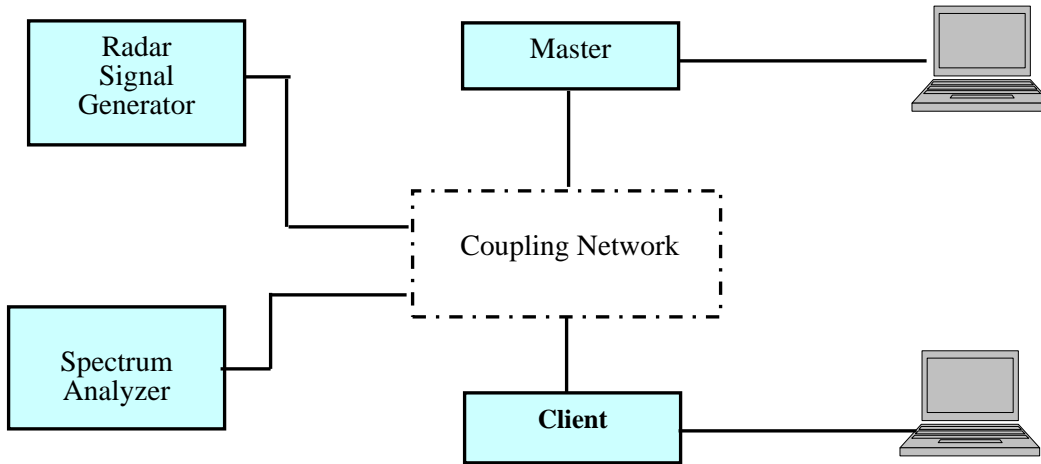 Radar
Signal
Generator
Master
Coupling Network
Spectrum
Analyzer
Client